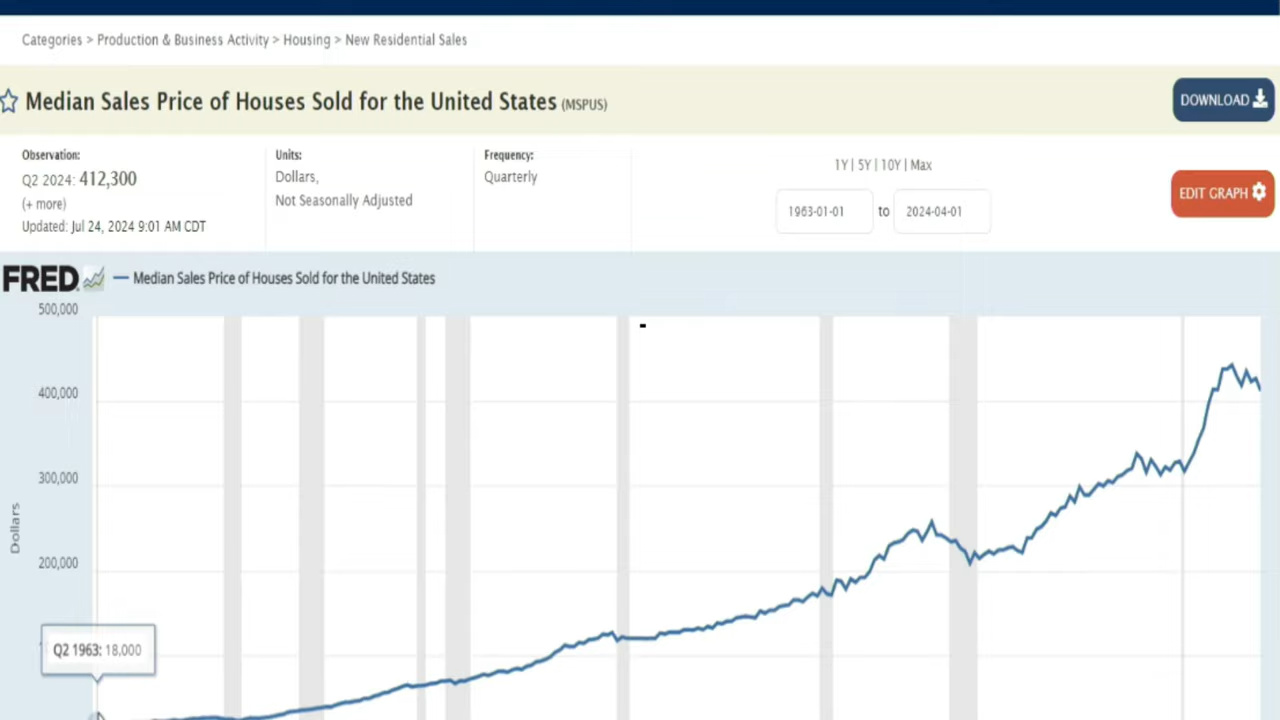 Categories > Production & Business Activity > Housing > New Residential Sales
Median Sales Price of Houses Sold for the United States (MSPUS)
DOWNLOAD
Observation:
Q2 2024: 412,300
(+ more)
Updated: Jul 24, 2024 9:01 AM CDT
Units:
Dollars,
Not Seasonally Adjusted
Frequency:
Quarterly
1Y | 5Y | 10Y | Max
1963-01-01 to 2024-04-01
EDIT GRAPH
FRED
Median Sales Price of Houses Sold for the United States
500,000
400,000
300,000
200,000
Dollars
Q2 1963: 18,000